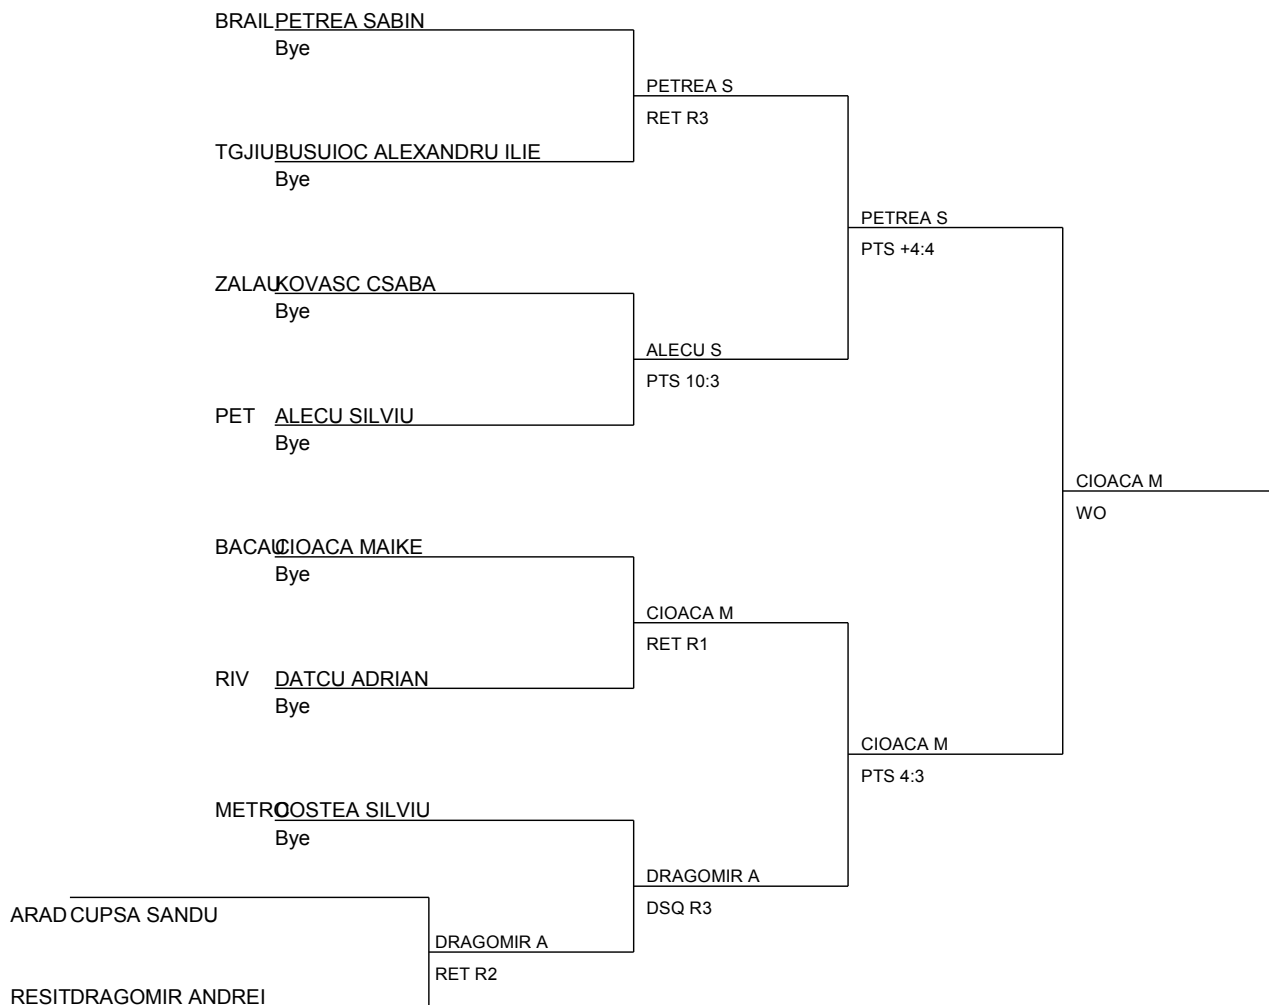 BRAIL PETREA SABIN
Bye
PETREA S
RET R3
TGJIU BUSUIOC ALEXANDRU ILIE
Bye
PETREA S
PTS +4:4
ZALAU KOVASC CSABA
Bye
ALECU S
PTS 10:3
PET ALECU SILVIU
Bye
CIOACA M
WO
BACAU CIOACA MAIKE
Bye
CIOACA M
RET R1
RIV DATCU ADRIAN
Bye
CIOACA M
PTS 4:3
METRO COSTEA SILVIU
Bye
DRAGOMIR A
DSQ R3
ARAD CUPSA SANDU
DRAGOMIR A
RET R2
RESIT DRAGOMIR ANDREI